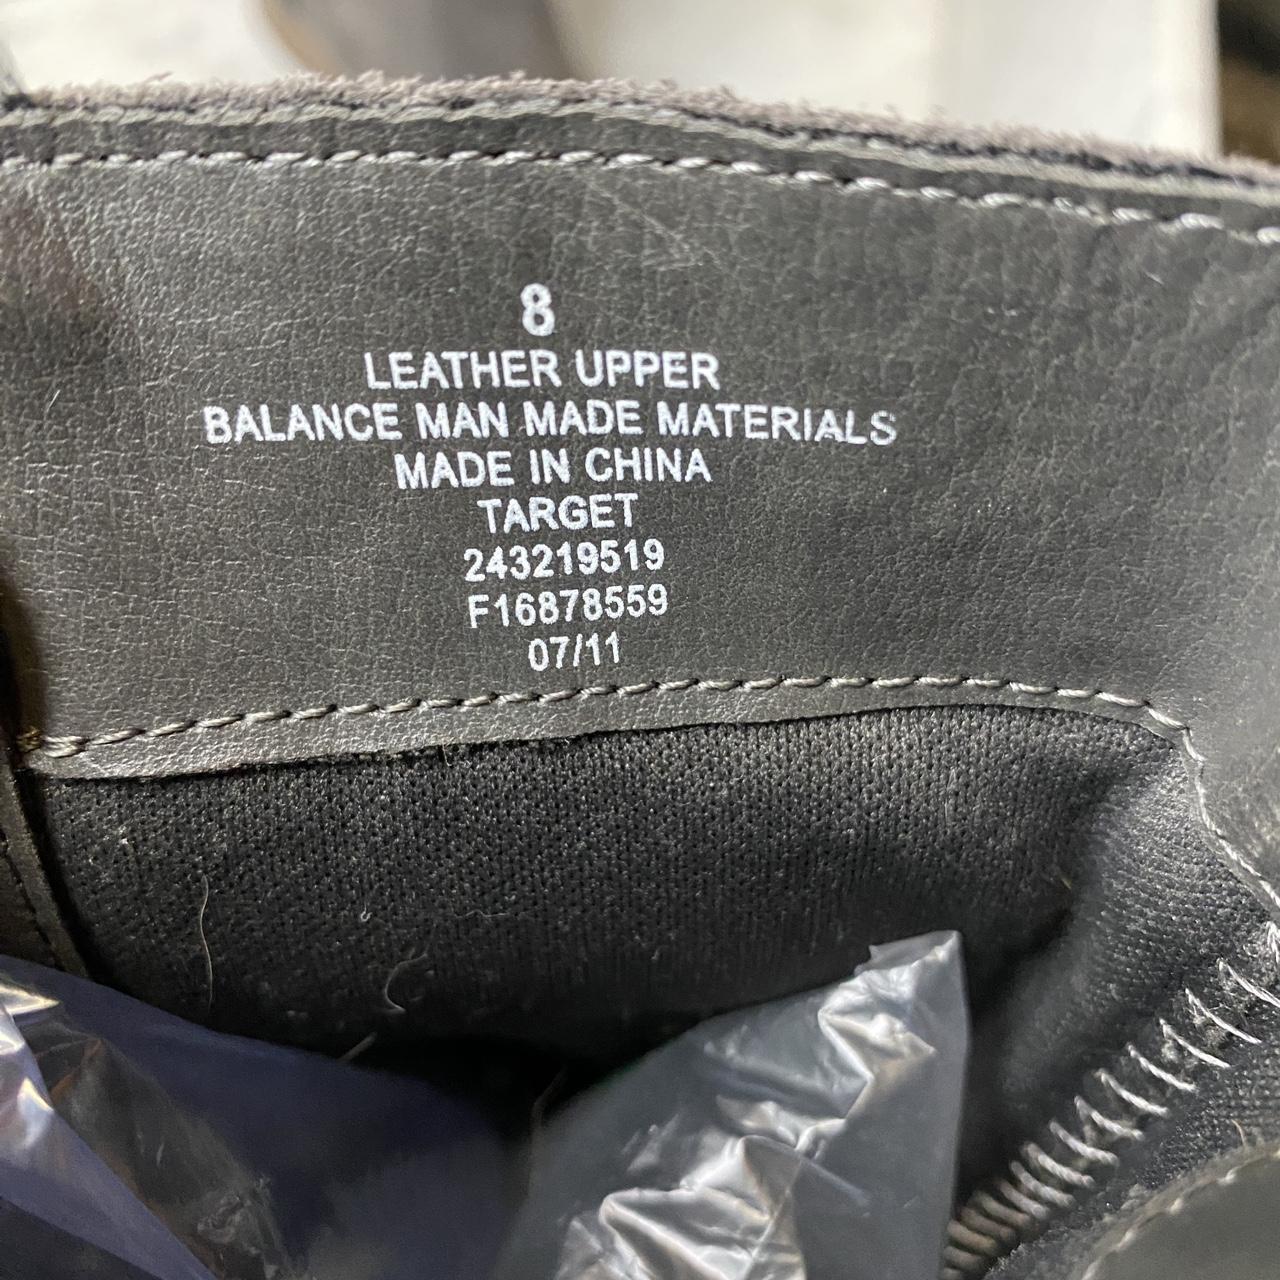 8
LEATHER UPPER
BALANCE MAN MADE MATERIALS
MADE IN CHINA
TARGET
243219519
F16878559
07/11